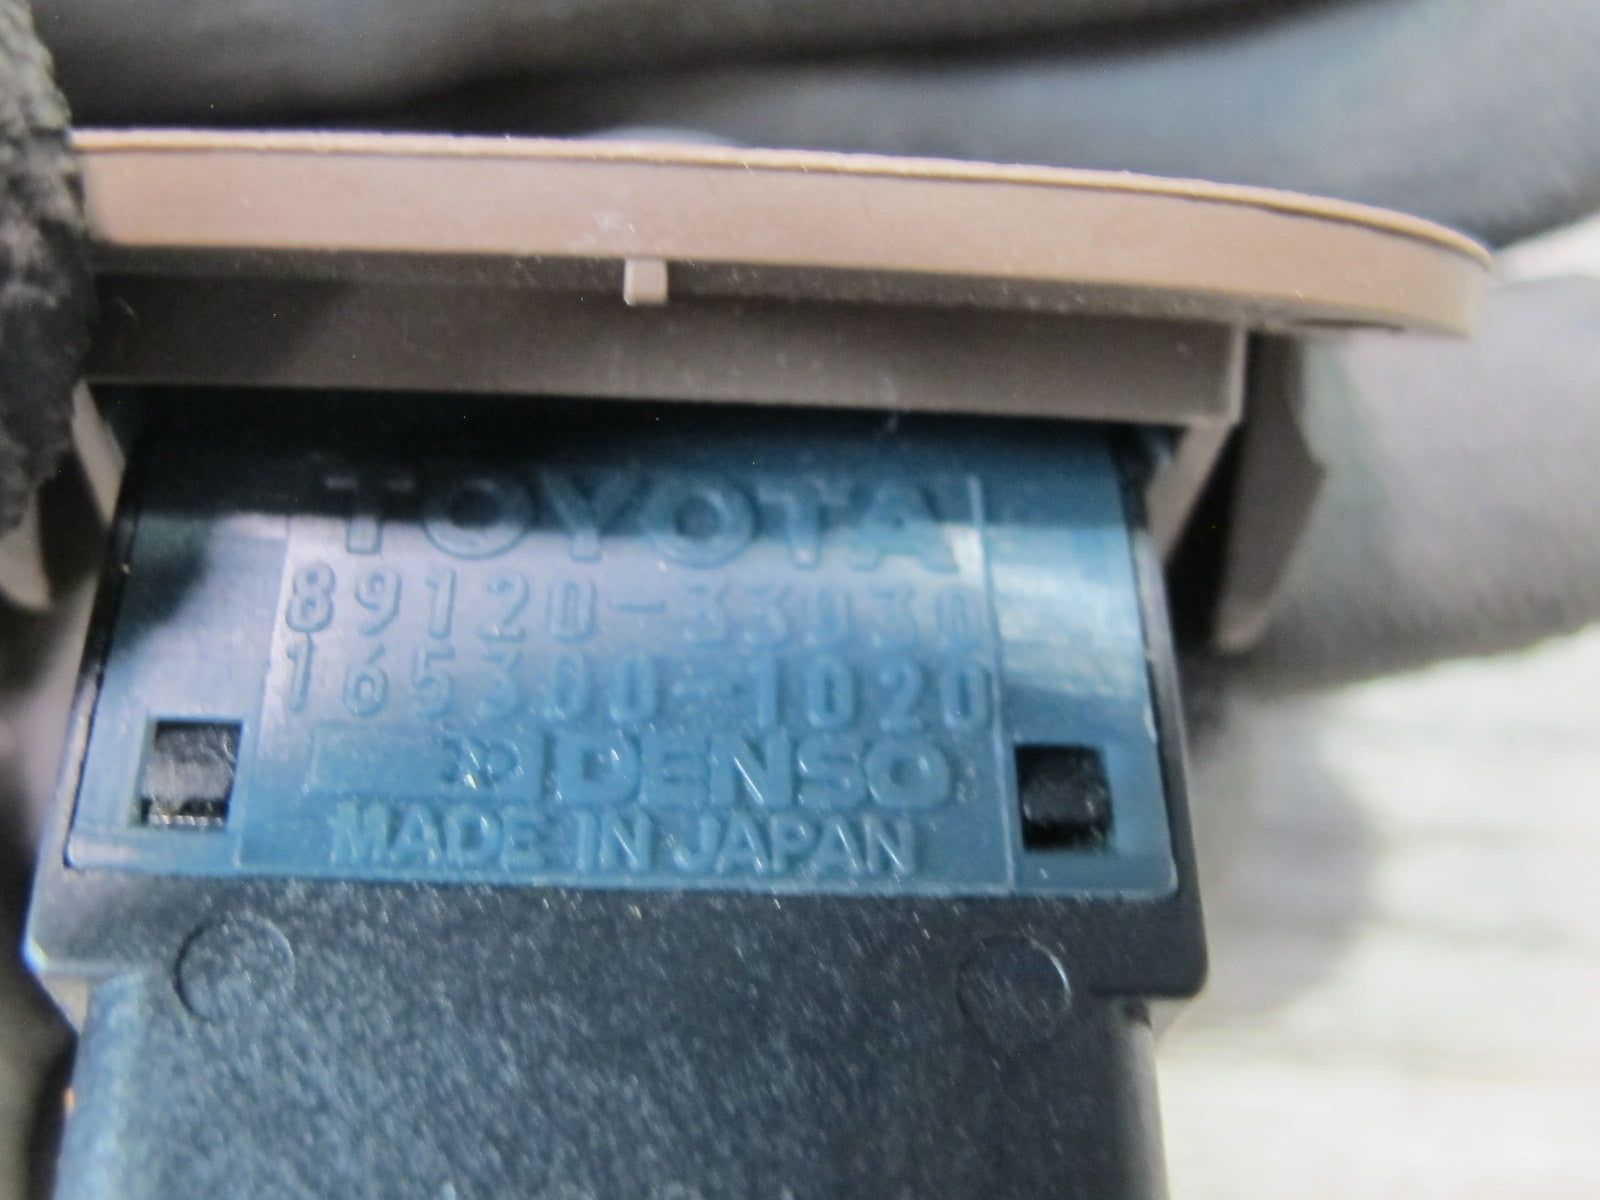 TOYOTA
89120-33030
165300-1020
DENSO
MADE IN JAPAN